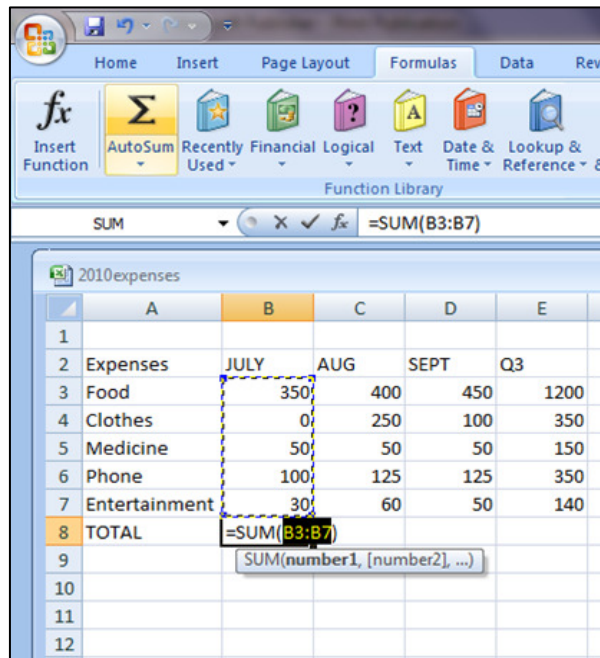 Home Insert Page Layout Formulas Data Rev
fx Σ ? A
Insert Function AutoSum Recently Used Financial Logical Text Date & Time Lookup & Reference &
Function Library
SUM fx =SUM(B3:B7)
2010expenses
A B C D E
1
2 Expenses JULY AUG SEPT Q3
3 Food 350 400 450 1200
4 Clothes 0 250 100 350
5 Medicine 50 50 50 150
6 Phone 100 125 125 350
7 Entertainment 30 60 50 140
8 TOTAL =SUM(B3:B7)
9 SUM(number1, [number2], ...)
10
11
12